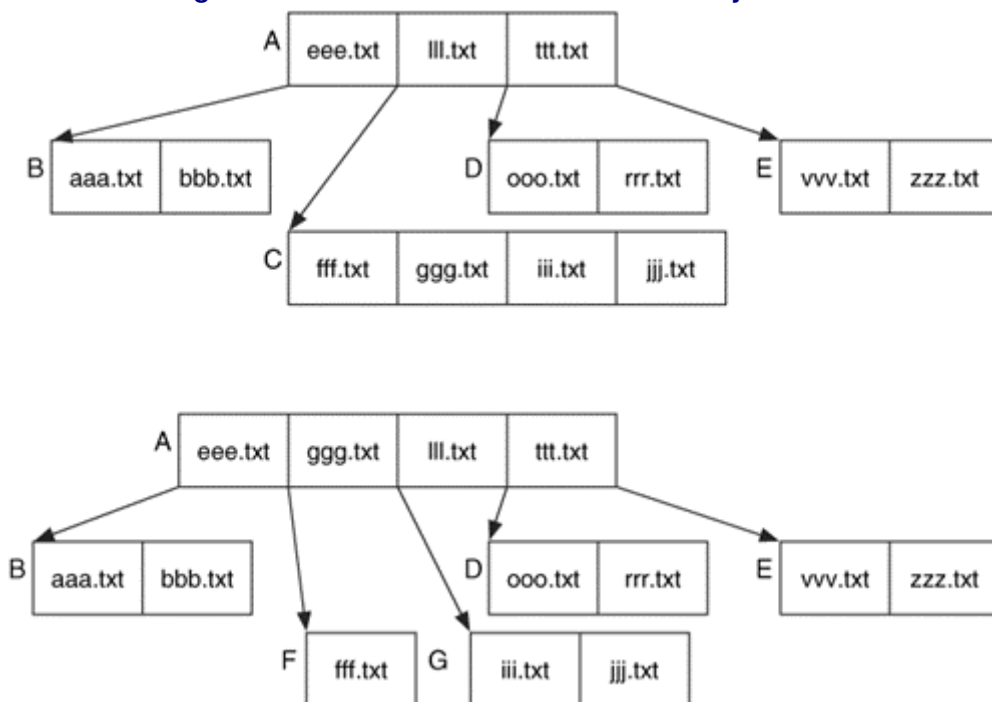 A eee.txt lll.txt ttt.txt
B aaa.txt bbb.txt
D ooo.txt rrr.txt
E vvv.txt zzz.txt
C fff.txt ggg.txt iii.txt jjj.txt
A eee.txt ggg.txt lll.txt ttt.txt
B aaa.txt bbb.txt
D ooo.txt rrr.txt
E vvv.txt zzz.txt
F fff.txt
G iii.txt jjj.txt